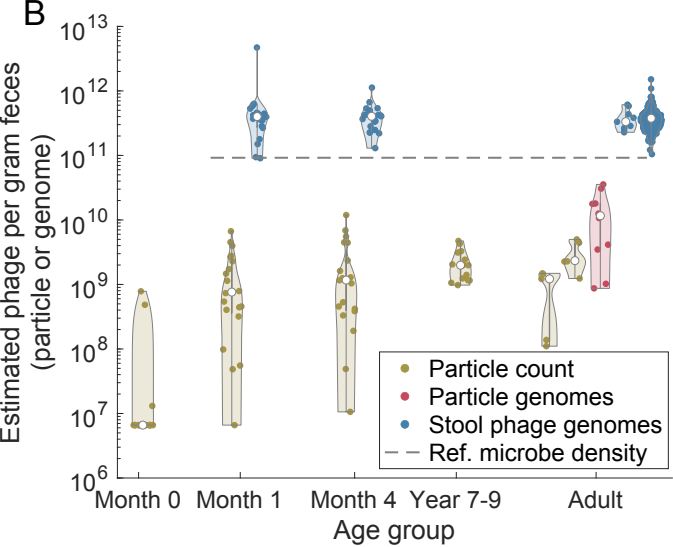 B
Estimated phage per gram feces
(particle or genome)
10^13
10^12
10^11
10^10
10^9
10^8
10^7
10^6
Particle count
Particle genomes
Stool phage genomes
Ref. microbe density
Month 0 Month 1 Month 4 Year 7-9 Adult
Age group